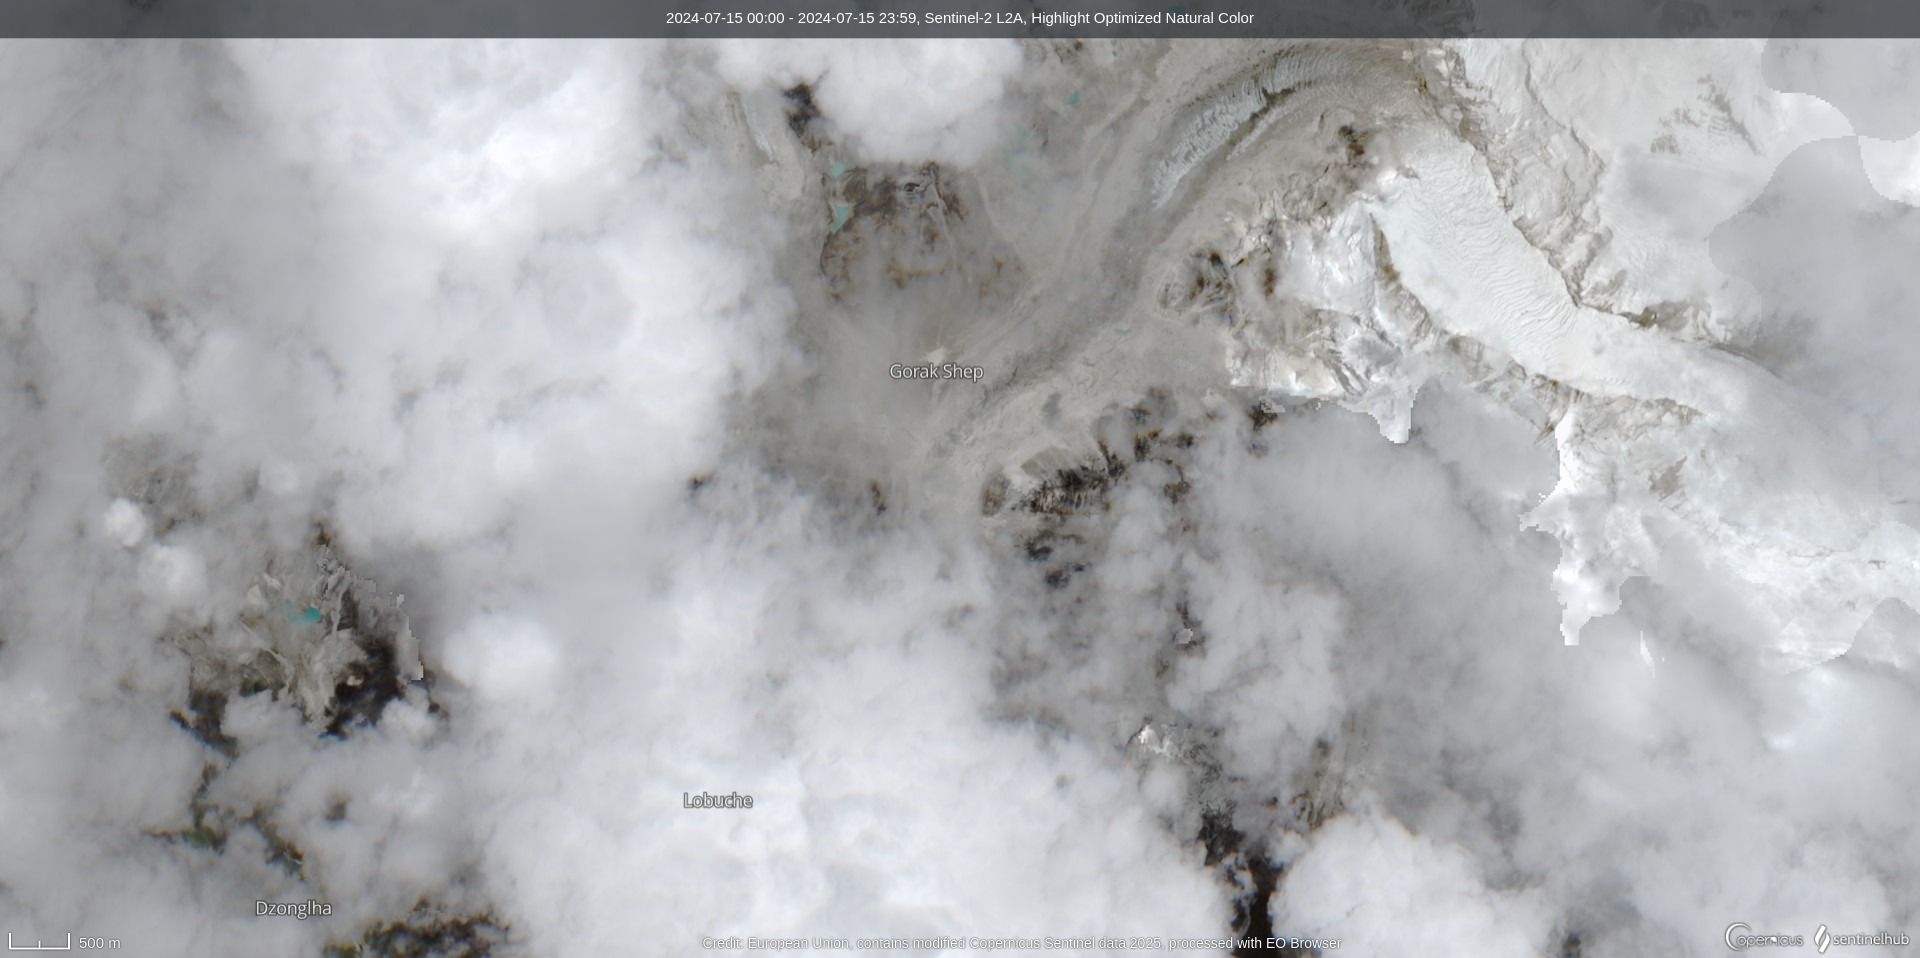 2024-07-15 00:00 - 2024-07-15 23:59, Sentinel-2 L2A, Highlight Optimized Natural Color
Gorak Shep
Lobuche
Dzonglha
500 m
Credit: European Union, contains modified Copernicus Sentinel data 2025, processed with EO Browser
opernicus
sentinelhub